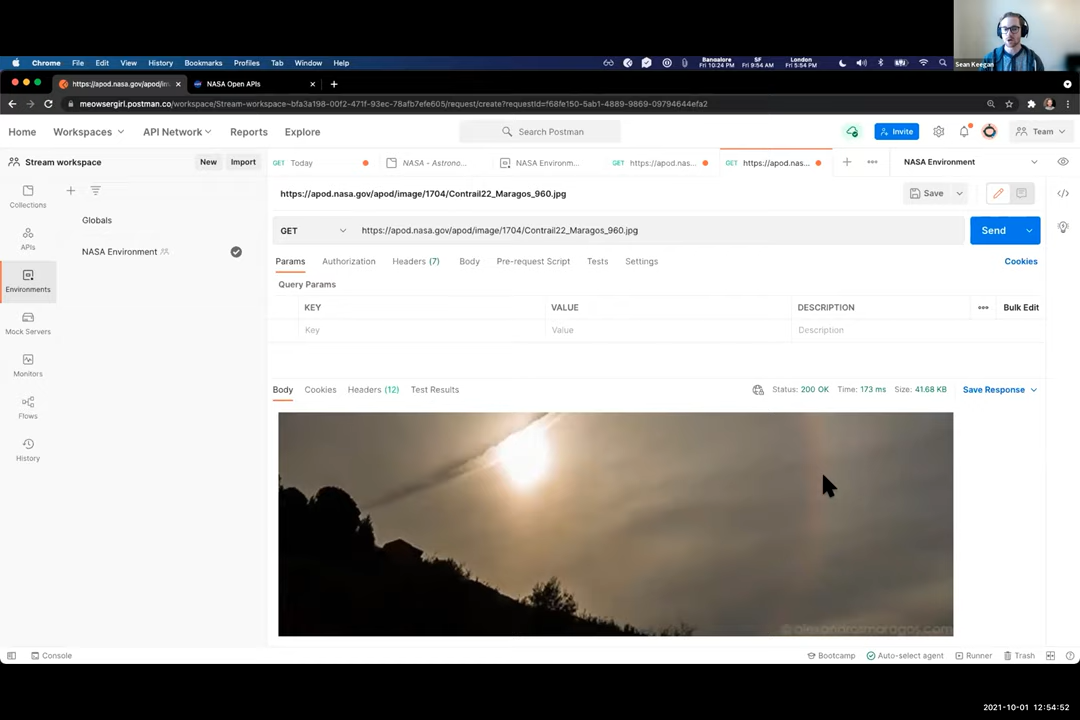 Sean Keegan
Chrome File Edit View History Bookmarks Profiles Tab Window Help
Bangalore Fri 10:24 PM SF Fri 9:54 AM London Fri 5:54 PM
https://apod.nasa.gov/apod/im
NASA Open APIs
meowsergirl.postman.co/workspace/Stream-workspace~bfa3a198-00f2-471f-93ec-78afb7efe605/request/create?requestId=f68fe150-5ab1-4889-9869-09794644efa2
Home Workspaces API Network Reports Explore
Search Postman
Invite
Team
Stream workspace
New Import
GET Today
NASA - Astrono...
NASA Environm...
GET https://apod.nas...
GET https://apod.nas...
NASA Environment
Collections
APIs
Environments
Mock Servers
Monitors
Flows
History
Globals
NASA Environment
https://apod.nasa.gov/apod/image/1704/Contrail22_Maragos_960.jpg
Save
GET
https://apod.nasa.gov/apod/image/1704/Contrail22_Maragos_960.jpg
Send
Params Authorization Headers (7) Body Pre-request Script Tests Settings
Cookies
Query Params
KEY VALUE DESCRIPTION
Bulk Edit
Key Value Description
Body Cookies Headers (12) Test Results
Status: 200 OK Time: 173 ms Size: 41.68 KB
Save Response
@alexandrosmaragos.com
Console
Bootcamp Auto-select agent Runner Trash
2021-10-01 12:54:52